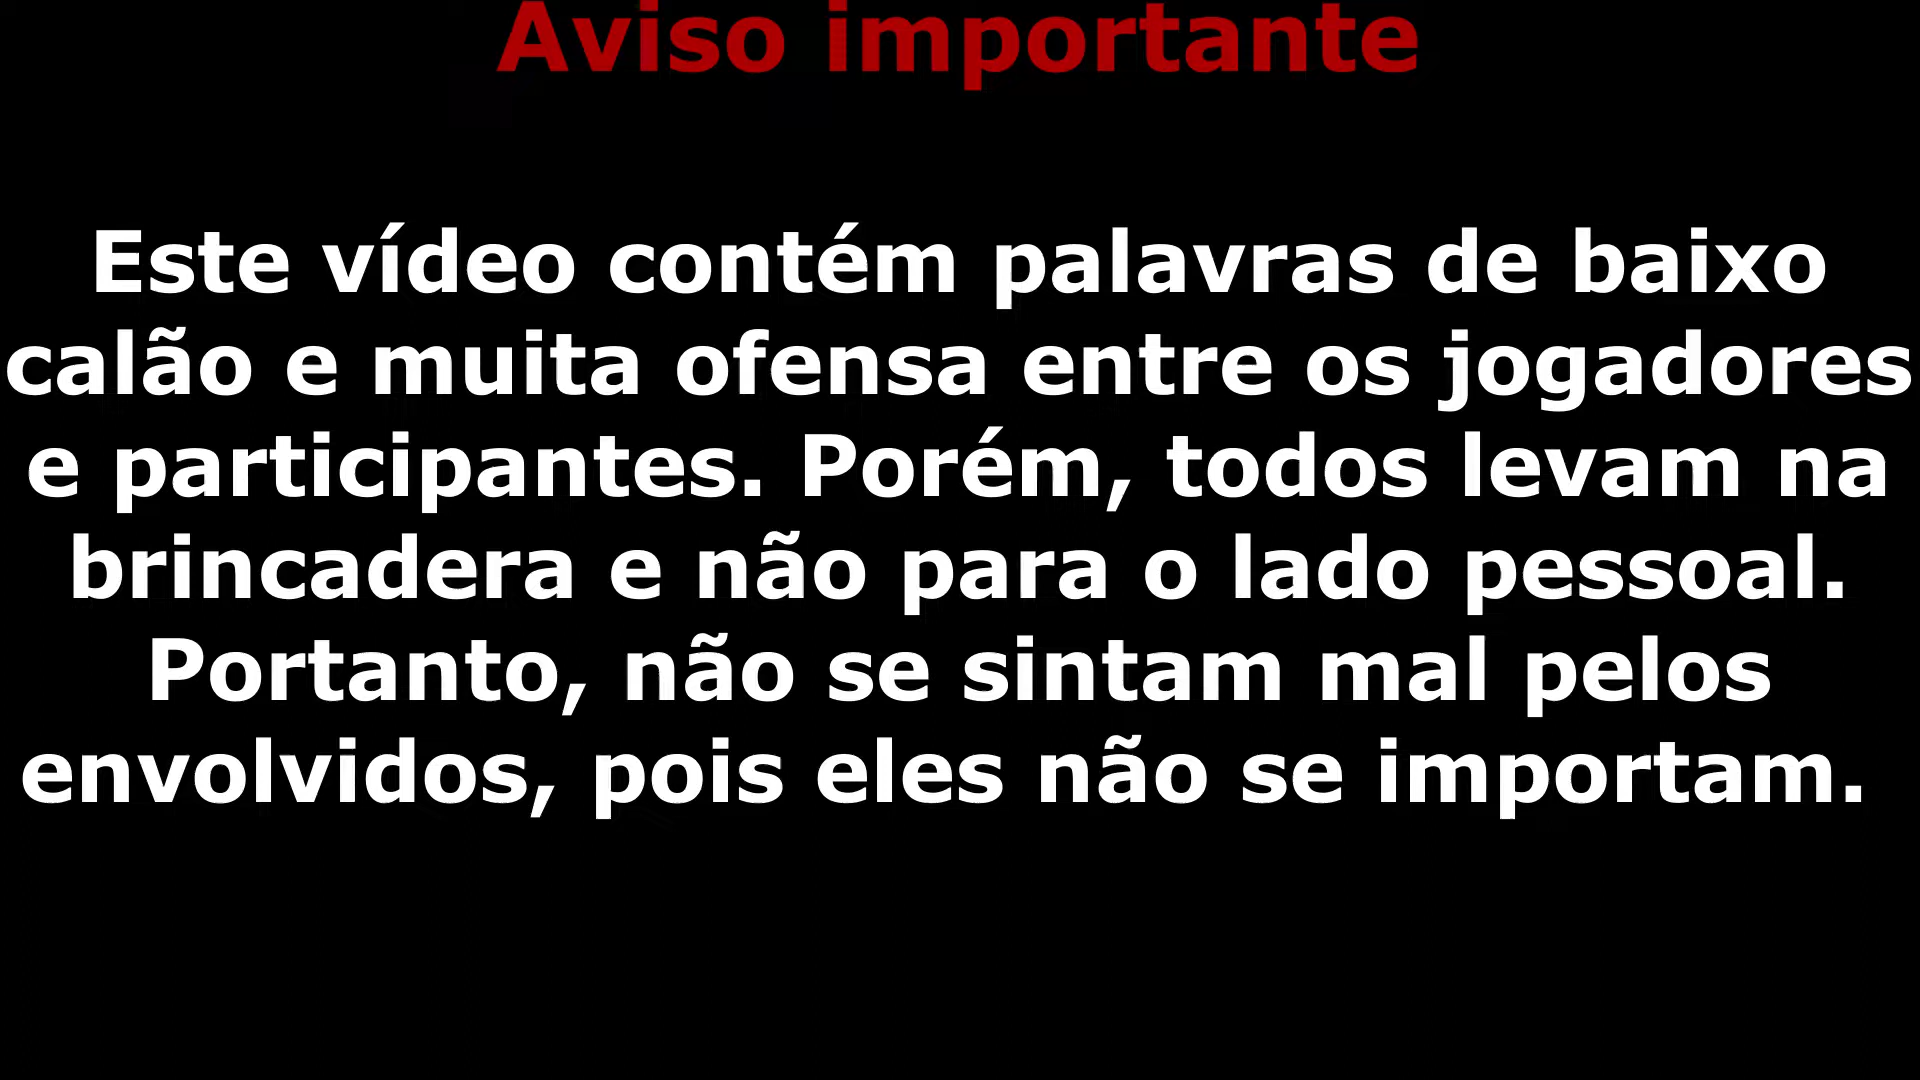 Aviso importante
Este vídeo contém palavras de baixo
calão e muita ofensa entre os jogadores
e participantes. Porém, todos levam na
brincadera e não para o lado pessoal.
Portanto, não se sintam mal pelos
envolvidos, pois eles não se importam.